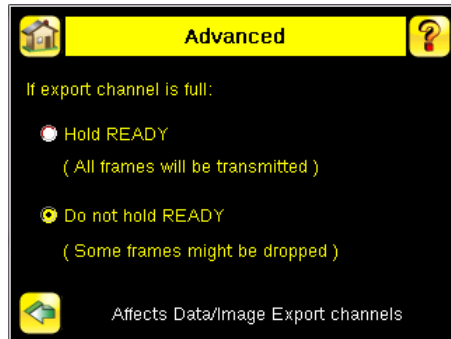 Advanced
?
If export channel is full:
Hold READY
( All frames will be transmitted )
Do not hold READY
( Some frames might be dropped )
Affects Data/Image Export channels